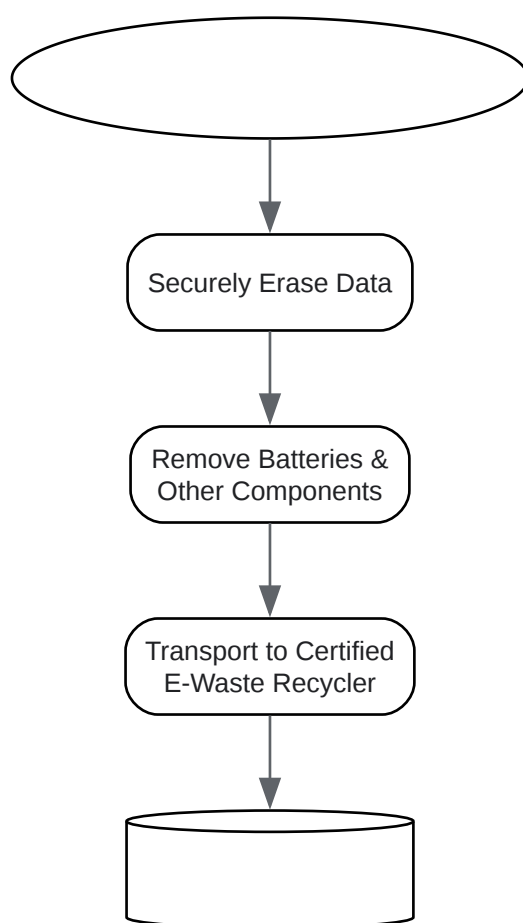 Securely Erase Data
Remove Batteries &
Other Components
Transport to Certified
E-Waste Recycler